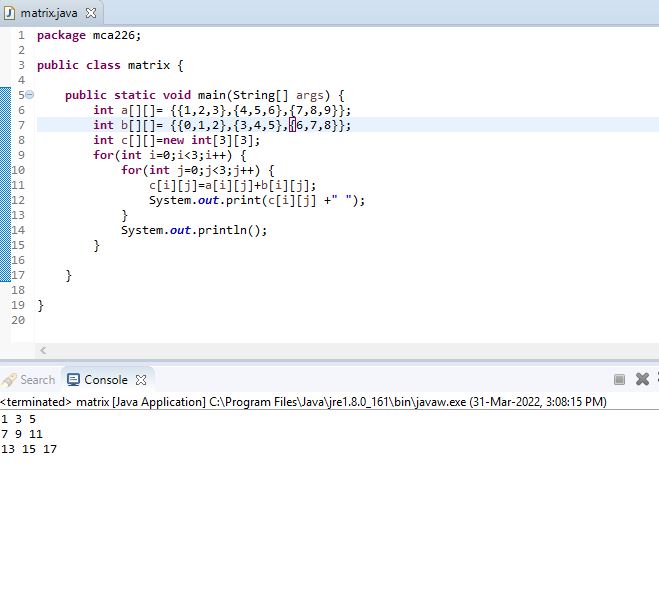 matrix.java
1 package mca226;
2
3 public class matrix {
4
5 public static void main(String[] args) {
6 int a[][]= {{1,2,3},{4,5,6},{7,8,9}};
7 int b[][]= {{0,1,2},{3,4,5},{6,7,8}};
8 int c[][]=new int[3][3];
9 for(int i=0;i<3;i++) {
10 for(int j=0;j<3;j++) {
11 c[i][j]=a[i][j]+b[i][j];
12 System.out.print(c[i][j] +" ");
13 }
14 System.out.println();
15 }
16
17 }
18
19 }
20
Search Console
<terminated> matrix [Java Application] C:\Program Files\Java\jre1.8.0_161\bin\javaw.exe (31-Mar-2022, 3:08:15 PM)
1 3 5
7 9 11
13 15 17